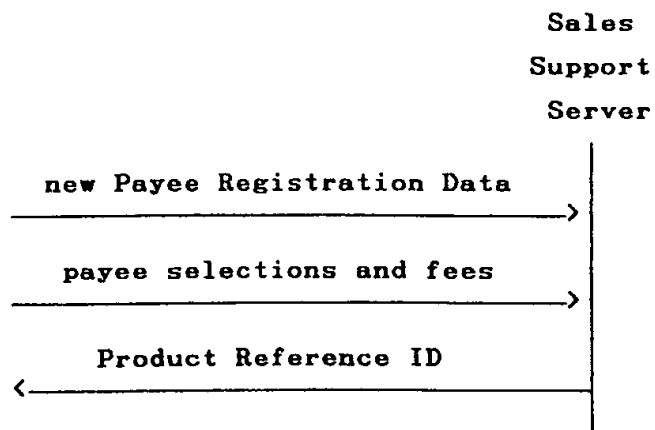 Sales
Support
Server
new Payee Registration Data
payee selections and fees
Product Reference ID